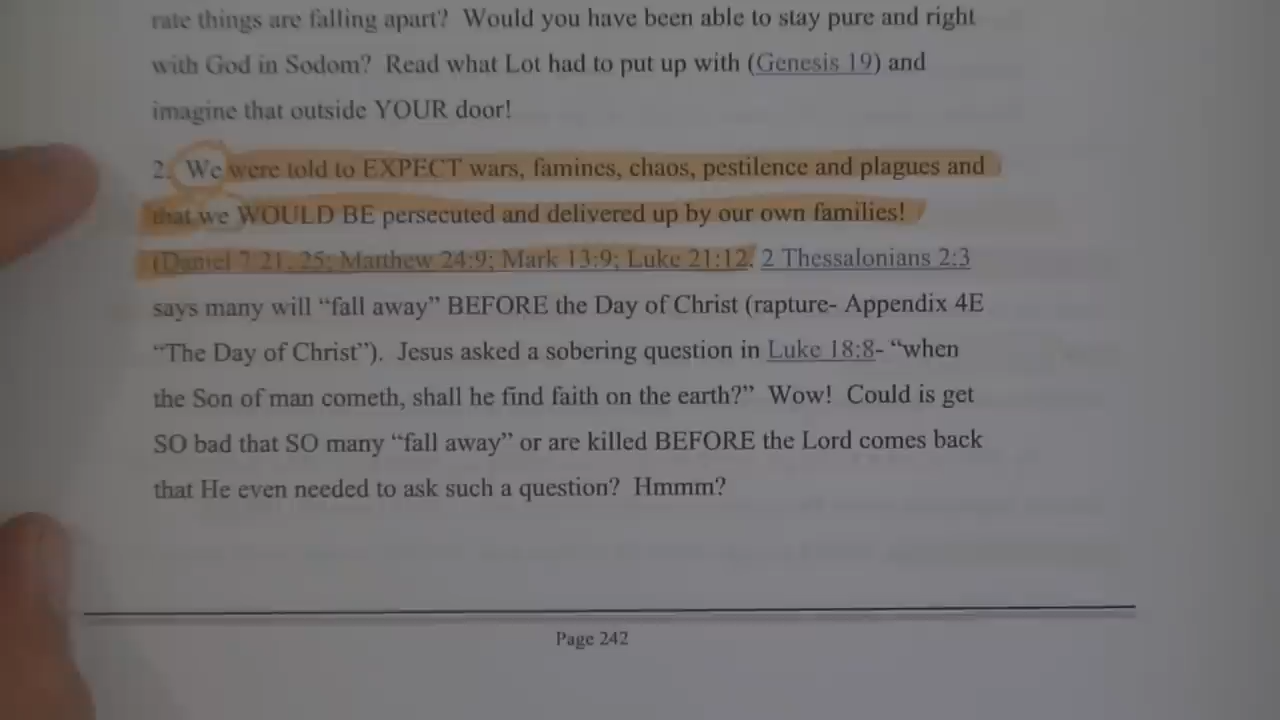 rate things are falling apart? Would you have been able to stay pure and right
with God in Sodom? Read what Lot had to put up with (Genesis 19) and
imagine that outside YOUR door!
2. We were told to EXPECT wars, famines, chaos, pestilence and plagues and
that we WOULD BE persecuted and delivered up by our own families!
(Daniel 7:21, 25; Matthew 24:9; Mark 13:9; Luke 21:12. 2 Thessalonians 2:3
says many will “fall away” BEFORE the Day of Christ (rapture- Appendix 4E
“The Day of Christ”). Jesus asked a sobering question in Luke 18:8- “when
the Son of man cometh, shall he find faith on the earth?” Wow! Could is get
SO bad that SO many “fall away” or are killed BEFORE the Lord comes back
that He even needed to ask such a question? Hmmm?
Page 242